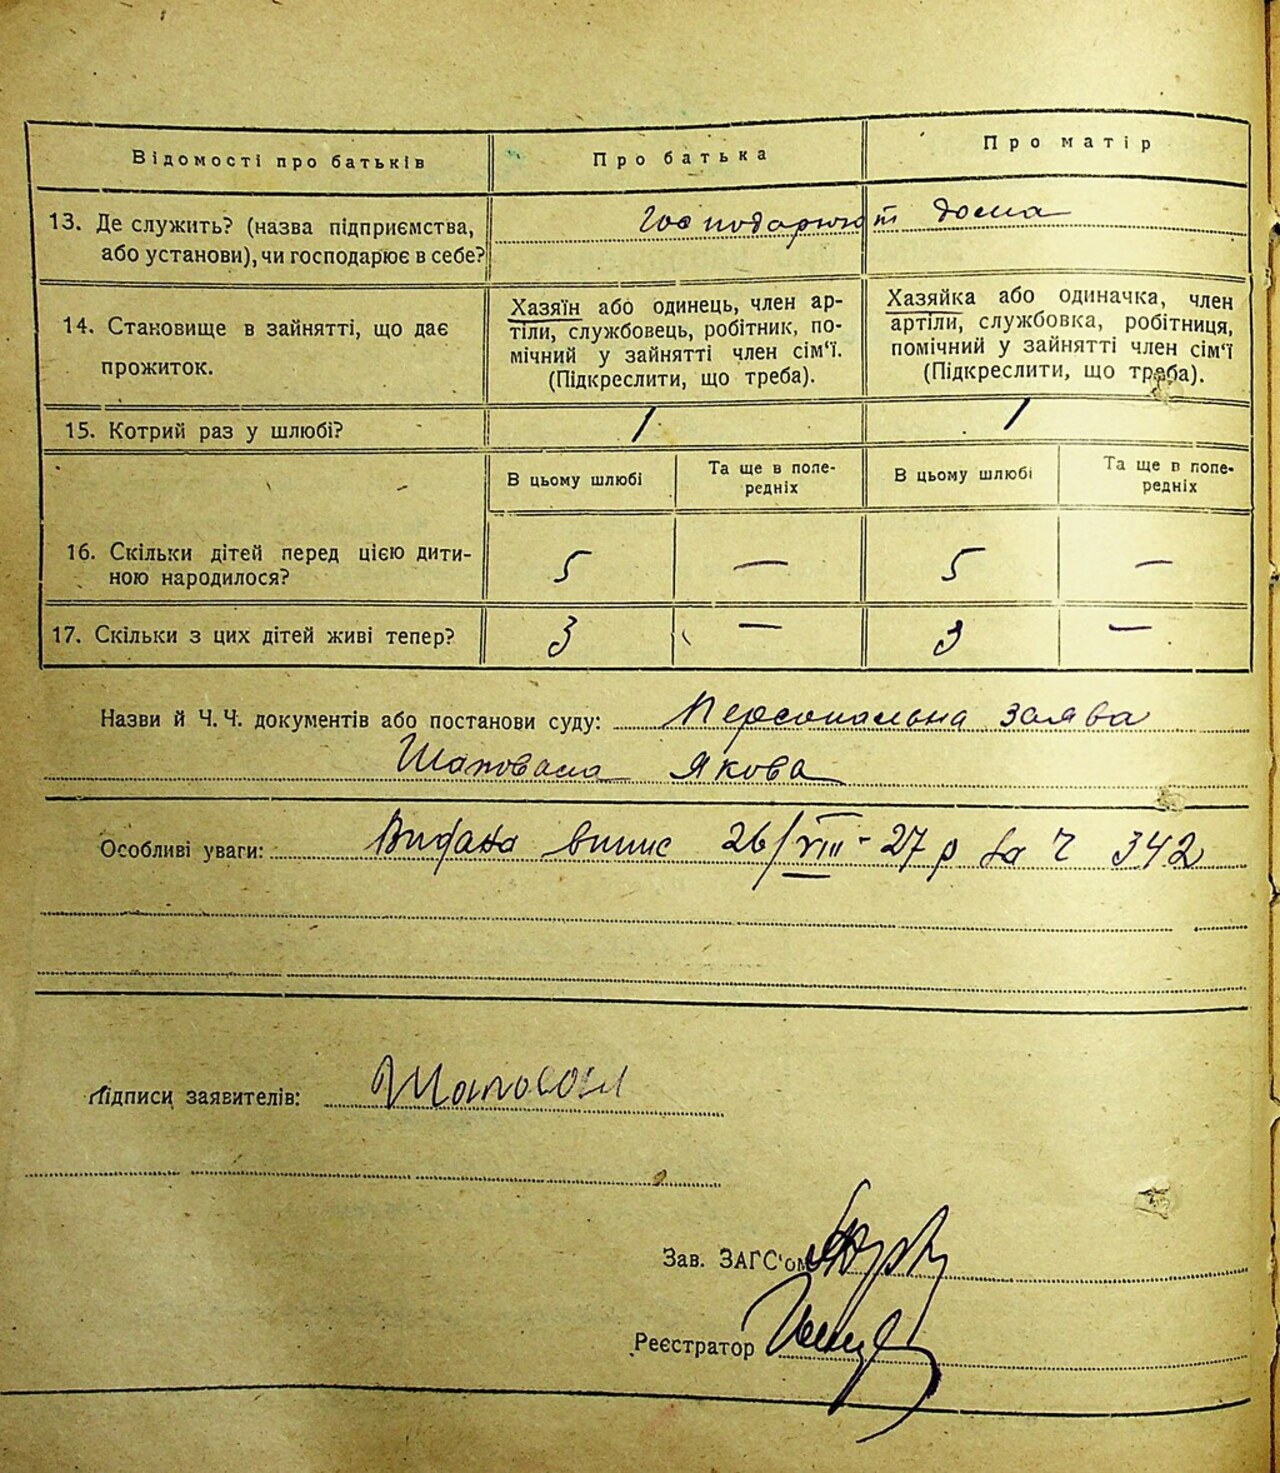 Відомості про батьків
Про батька
Про матір
13. Де служить? (назва підприємства,
або установи), чи господарює в себе?
Господарюют дома
14. Становище в зайнятті, що дає
прожиток.
Хазяїн або одинець, член ар-
тіли, службовець, робітник, по-
мічний у зайнятті член сім'ї.
(Підкреслити, що треба).
Хазяйка або одиначка, член
артіли, службовка, робітниця,
помічний у зайнятті член сім'ї
(Підкреслити, що треба).
15. Котрий раз у шлюбі?
1
1
В цьому шлюбі
Та ще в попе-
редніх
В цьому шлюбі
Та ще в попе-
редніх
16. Скільки дітей перед цією дити-
ною народилося?
5 — 5 —
17. Скільки з цих дітей живі тепер?
3 — 3 —
Назви й Ч. Ч. документів або постанови суду: Персональна заява
Шаповала Якова
Особливі уваги: Видана випис 26/VIII - 27 р за Ч 342
Підписи заявителів: Шаповал
Зав. ЗАГС'ом
Реєстратор